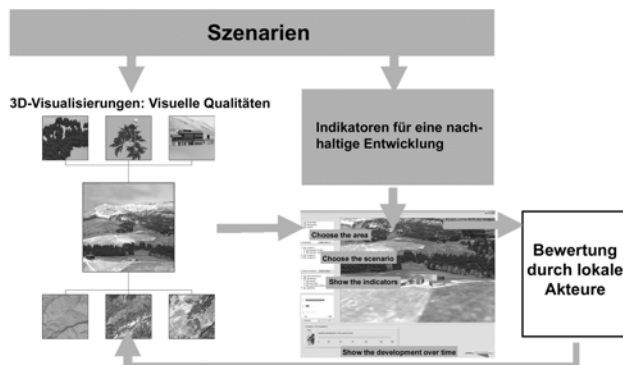 Szenarien
3D-Visualisierungen: Visuelle Qualitäten
Indikatoren für eine nach-
haltige Entwicklung
Choose the area
Choose the scenario
Show the indicators
Show the development over time
Bewertung
durch lokale
Akteure